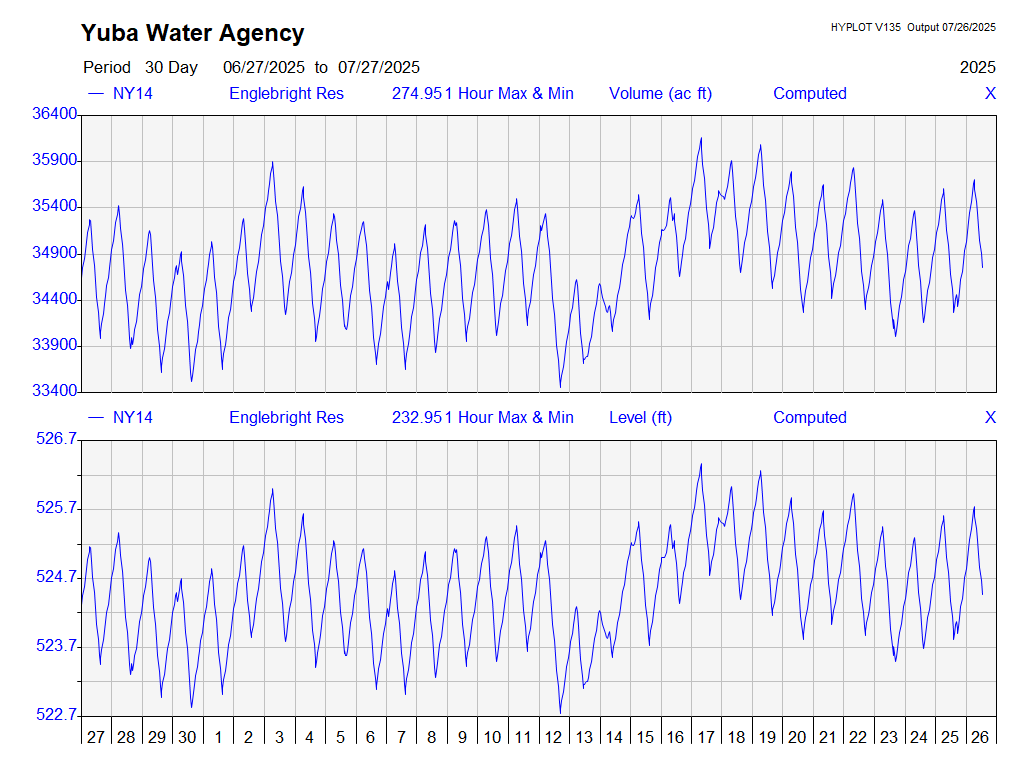 Yuba Water Agency
HYPLOT V135 Output 07/26/2025
Period 30 Day 06/27/2025 to 07/27/2025 2025
NY14 Englebright Res 274.951 Hour Max & Min Volume (ac ft) Computed X
36400
35900
35400
34900
34400
33900
33400
NY14 Englebright Res 232.951 Hour Max & Min Level (ft) Computed X
526.7
525.7
524.7
523.7
522.7
27 28 29 30 1 2 3 4 5 6 7 8 9 10 11 12 13 14 15 16 17 18 19 20 21 22 23 24 25 26